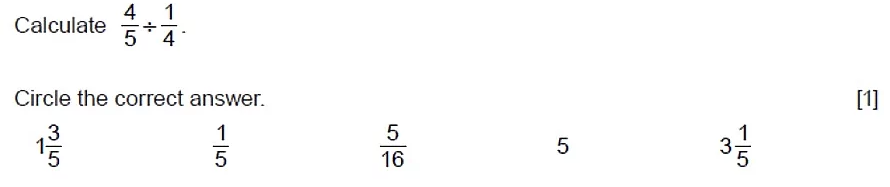 Calculate 4/5 ÷ 1/4.
Circle the correct answer. [1]
1 3/5 1/5 5/16 5 3 1/5